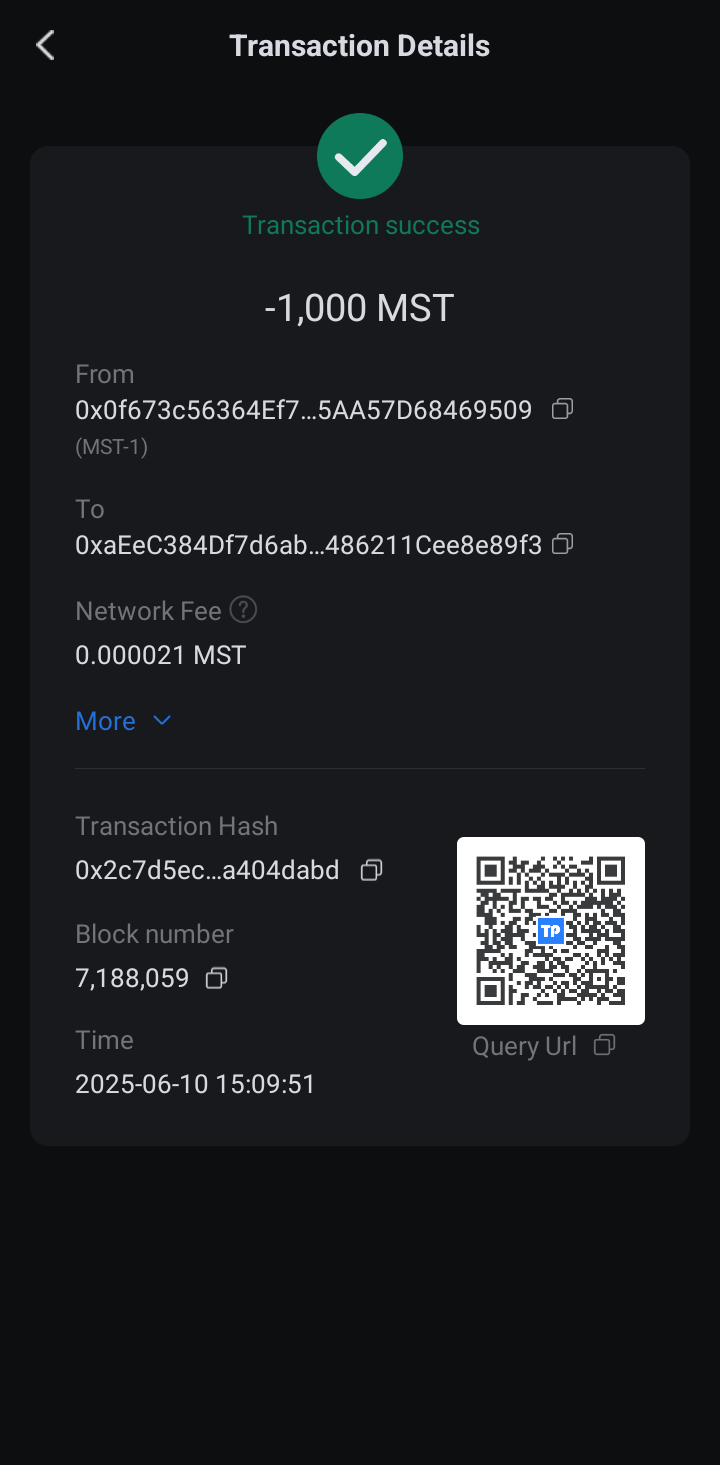 Transaction Details
Transaction success
-1,000 MST
From
0x0f673c56364Ef7...5AA57D68469509
(MST-1)
To
0xaEeC384Df7d6ab...486211Cee8e89f3
Network Fee ?
0.000021 MST
More
Transaction Hash
0x2c7d5ec...a404dabd
TP
Block number
7,188,059
Query Url
Time
2025-06-10 15:09:51